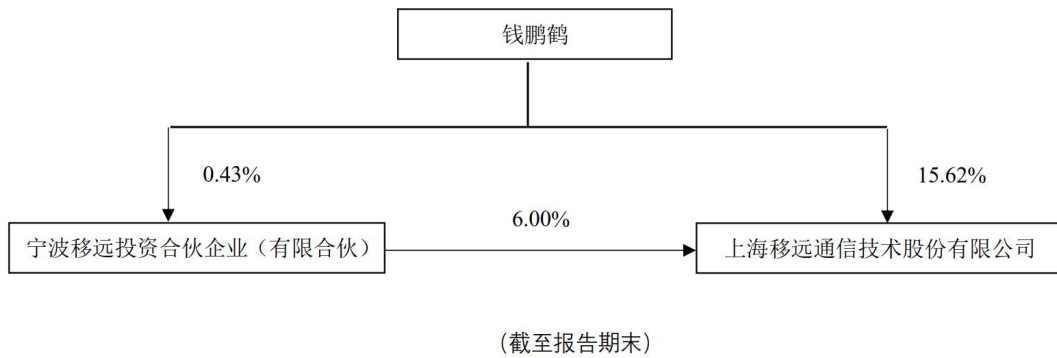 钱鹏鹤
0.43%
15.62%
6.00%
宁波移远投资合伙企业（有限合伙）
上海移远通信技术股份有限公司
（截至报告期末）